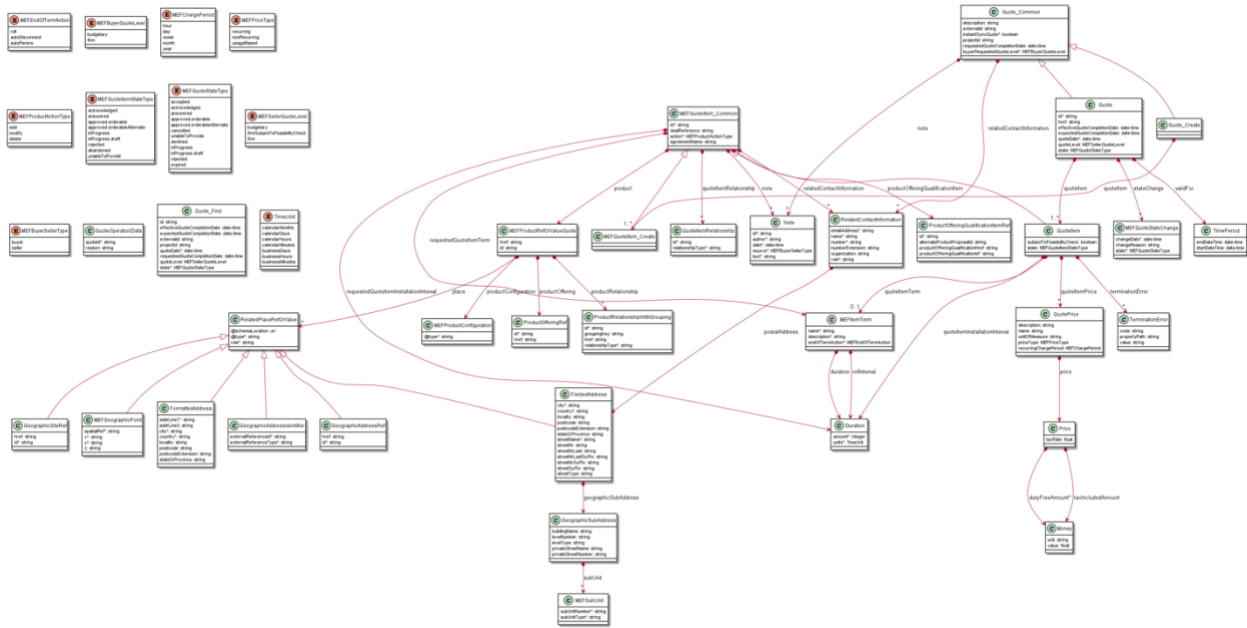 MEFEndOfTermAction
roll
autoDisconnect
autoRenew
MEFBuyerQuoteLevel
budgetary
firm
MEFChargePeriod
hour
day
week
month
year
MEFPriceType
recurring
nonRecurring
usageBased
Quote_Common
description: string
externalId: string
instantSyncQuote*: boolean
projectId: string
requestedQuoteCompletionDate: date-time
buyerRequestedQuoteLevel*: MEFBuyerQuoteLevel
MEFProductActionType
add
modify
delete
MEFQuoteItemStateType
acknowledged
answered
approved.orderable
approved.orderableAlternate
inProgress
inProgress.draft
rejected
abandoned
unableToProvide
MEFQuoteStateType
accepted
acknowledged
answered
approved.orderable
approved.orderableAlternate
cancelled
unableToProvide
declined
inProgress
inProgress.draft
rejected
expired
MEFSellerQuoteLevel
budgetary
firmSubjectToFeasibilityCheck
firm
MEFQuoteItem_Common
id*: string
dealReference: string
action*: MEFProductActionType
agreementName: string
Quote
id*: string
href: string
effectiveQuoteCompletionDate: date-time
expectedQuoteCompletionDate: date-time
quoteDate*: date-time
quoteLevel: MEFSellerQuoteLevel
state: MEFQuoteStateType
Quote_Create
note
relatedContactInformation
product
quoteItemRelationship
note
relatedContactInformation
productOfferingQualificationItem
quoteItem
quoteItem
stateChange
validFor
MEFBuyerSellerType
buyer
seller
QuoteOperationData
quoteId*: string
reason: string
Quote_Find
id: string
effectiveQuoteCompletionDate: date-time
expectedQuoteCompletionDate: date-time
externalId: string
projectId: string
quoteDate*: date-time
requestedQuoteCompletionDate: date-time
quoteLevel: MEFSellerQuoteLevel
state*: MEFQuoteStateType
TimeUnit
calendarMonths
calendarDays
calendarHours
calendarMinutes
businessDays
businessHours
businessMinutes
requestedQuoteItemTerm
MEFProductRefOrValueQuote
href: string
id: string
1..*
MEFQuoteItem_Create
QuoteItemRelationship
id*: string
relationshipType*: string
Note
id*: string
author*: string
date*: date-time
source*: MEFBuyerSellerType
text*: string
RelatedContactInformation
emailAddress*: string
name*: string
number*: string
numberExtension: string
organization: string
role*: string
ProductOfferingQualificationItemRef
id*: string
alternateProductProposalId: string
productOfferingQualificationHref: string
productOfferingQualificationId*: string
1..*
QuoteItem
subjectToFeasibilityCheck: boolean
state*: MEFQuoteItemStateType
MEFQuoteStateChange
changeDate*: date-time
changeReason: string
state*: MEFQuoteStateType
TimePeriod
endDateTime: date-time
startDateTime: date-time
requestedQuoteItemInstallationInterval
place
productConfiguration
productOffering
productRelationship
quoteItemTerm
quoteItemPrice
terminationError
RelatedPlaceRefOrValue
@schemaLocation: uri
@type*: string
role*: string
MEFProductConfiguration
@type*: string
ProductOfferingRef
id*: string
href: string
ProductRelationshipWithGrouping
id*: string
groupingKey: string
href: string
relationshipType*: string
postalAddress
0..1
MEFItemTerm
name*: string
description: string
endOfTermAction*: MEFEndOfTermAction
quoteItemInstallationInterval
QuotePrice
description: string
name: string
unitOfMeasure: string
priceType: MEFPriceType
recurringChargePeriod: MEFChargePeriod
TerminationError
code: string
propertyPath: string
value: string
duration
rollInterval
price
GeographicSiteRef
href: string
id*: string
MEFGeographicPoint
spatialRef*: string
x*: string
y*: string
z: string
FormattedAddress
addrLine1*: string
addrLine2: string
city*: string
country*: string
locality: string
postcode: string
postcodeExtension: string
stateOrProvince: string
GeographicAddressIdentifier
externalReferenceId*: string
externalReferenceType*: string
GeographicAddressRef
href: string
id*: string
FieldedAddress
city*: string
country*: string
locality: string
postcode: string
postcodeExtension: string
stateOrProvince: string
streetName*: string
streetNr: string
streetNrLast: string
streetNrLastSuffix: string
streetNrSuffix: string
streetSuffix: string
streetType: string
Duration
amount*: integer
units*: TimeUnit
Price
taxRate: float
dutyFreeAmount*
taxIncludedAmount
geographicSubAddress
GeographicSubAddress
buildingName: string
levelNumber: string
levelType: string
privateStreetName: string
privateStreetNumber: string
Money
unit: string
value: float
subUnit
MEFSubUnit
subUnitNumber*: string
subUnitType*: string